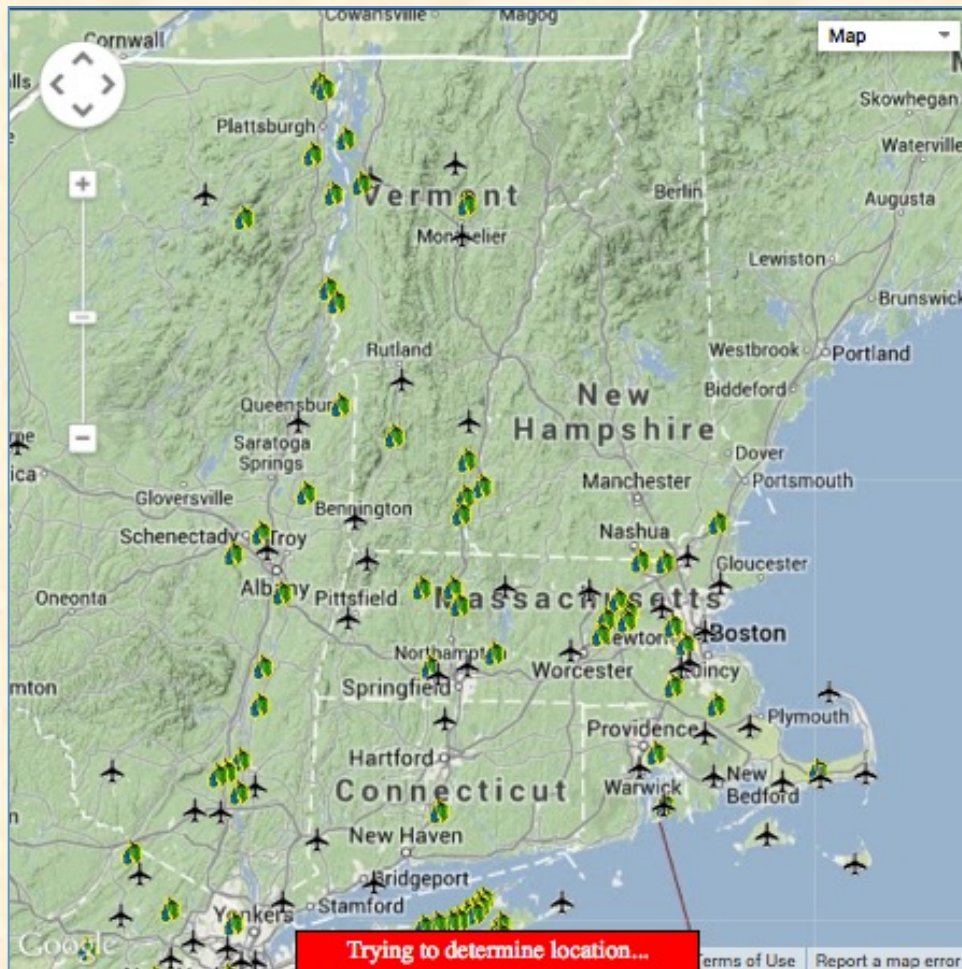 Cowansville
Magog
Cornwall
Map
Skowhegan
Plattsburgh
Waterville
Vermont
Berlin
Augusta
Montpelier
Lewiston
Brunswick
Rutland
Westbrook
Portland
Biddeford
New
Hampshire
Queensbury
Saratoga
Springs
Dover
Manchester
Portsmouth
Gloversville
Bennington
Schenectady
Troy
Nashua
Gloucester
Albany
Pittsfield
Oneonta
Massachusetts
Newton
Boston
Northampton
Worcester
Quincy
Springfield
Plymouth
Providence
Hartford
New
Bedford
Warwick
Connecticut
New Haven
Bridgeport
Stamford
Yonkers
Google
Trying to determine location...
Terms of Use
Report a map error